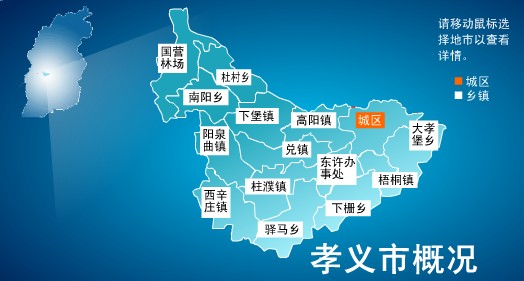 请移动鼠标选
择地市以查看
详情。
城区
乡镇
国营
林场
杜村乡
南阳乡
下堡镇
高阳镇
城区
阳泉
曲镇
兑镇
大孝
堡乡
东许办
事处
柱濮镇
梧桐镇
西辛
庄镇
下栅乡
驿马乡
孝义市概况